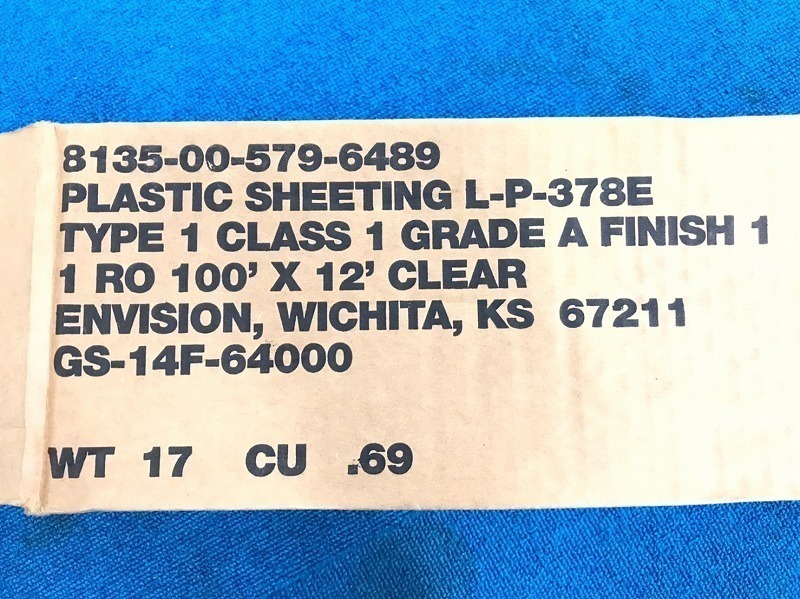 8135-00-579-6489
PLASTIC SHEETING L-P-378E
TYPE 1 CLASS 1 GRADE A FINISH 1
1 RO 100’ X 12’ CLEAR
ENVISION, WICHITA, KS 67211
GS-14F-64000
WT 17 CU .69